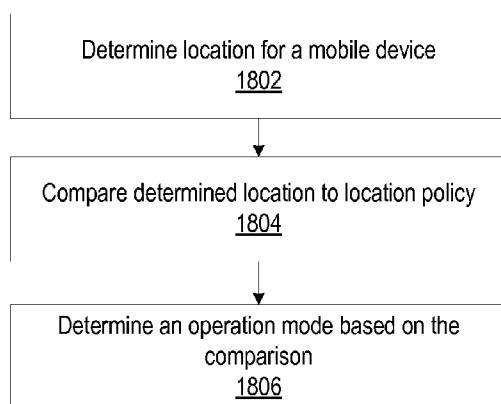 Determine location for a mobile device
1802
Compare determined location to location policy
1804
Determine an operation mode based on the
comparison
1806